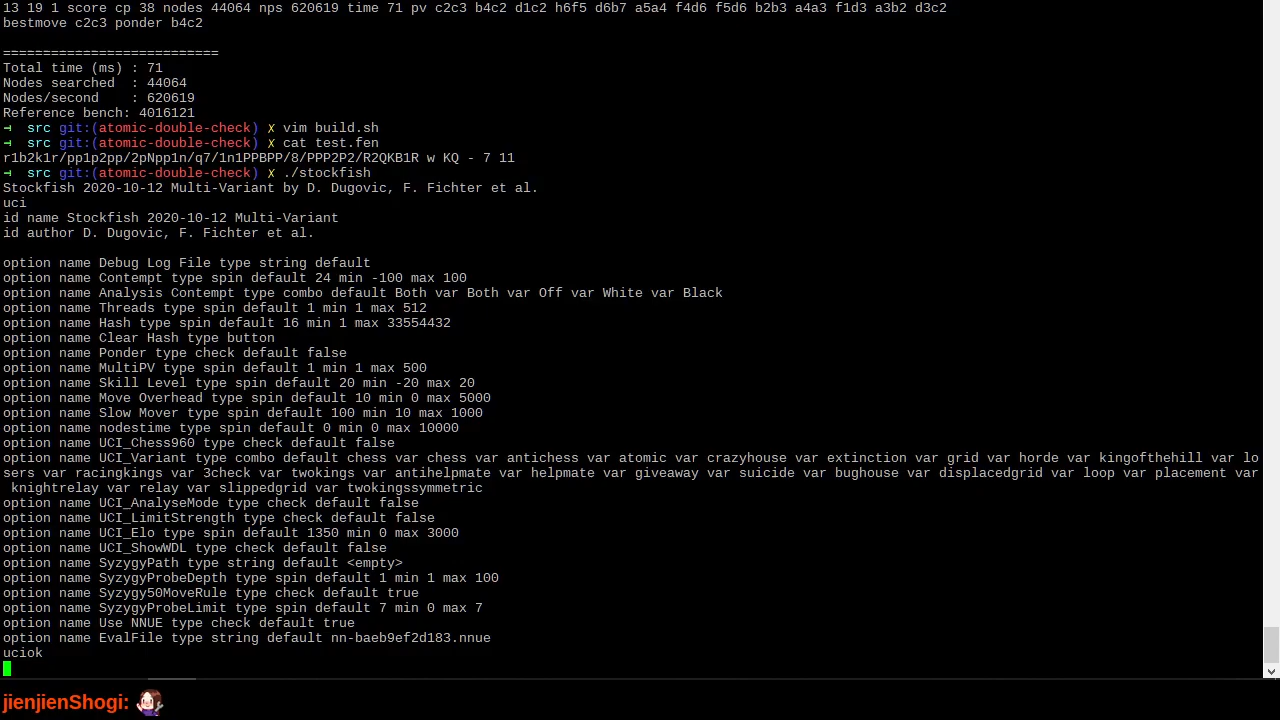 13 19 1 score cp 38 nodes 44064 nps 620619 time 71 pv c2c3 b4c2 d1c2 h6f5 d6b7 a5a4 f4d6 f5d6 b2b3 a4a3 f1d3 a3b2 d3c2
bestmove c2c3 ponder b4c2
===========================
Total time (ms) : 71
Nodes searched  : 44064
Nodes/second    : 620619
Reference bench: 4016121
src git:(atomic-double-check) ✗ vim build.sh
src git:(atomic-double-check) ✗ cat test.fen
r1b2k1r/pp1p2pp/2pNpp1n/q7/1n1PPBPP/8/PPP2P2/R2QKB1R w KQ - 7 11
src git:(atomic-double-check) ✗ ./stockfish
Stockfish 2020-10-12 Multi-Variant by D. Dugovic, F. Fichter et al.
uci
id name Stockfish 2020-10-12 Multi-Variant
id author D. Dugovic, F. Fichter et al.
option name Debug Log File type string default
option name Contempt type spin default 24 min -100 max 100
option name Analysis Contempt type combo default Both var Both var Off var White var Black
option name Threads type spin default 1 min 1 max 512
option name Hash type spin default 16 min 1 max 33554432
option name Clear Hash type button
option name Ponder type check default false
option name MultiPV type spin default 1 min 1 max 500
option name Skill Level type spin default 20 min -20 max 20
option name Move Overhead type spin default 10 min 0 max 5000
option name Slow Mover type spin default 100 min 10 max 1000
option name nodestime type spin default 0 min 0 max 10000
option name UCI_Chess960 type check default false
option name UCI_Variant type combo default chess var chess var antichess var atomic var crazyhouse var extinction var grid var horde var kingofthehill var lo
sers var racingkings var 3check var twokings var antihelpmate var helpmate var giveaway var suicide var bughouse var displacedgrid var loop var placement var
knightrelay var relay var slippedgrid var twokingssymmetric
option name UCI_AnalyseMode type check default false
option name UCI_LimitStrength type check default false
option name UCI_Elo type spin default 1350 min 0 max 3000
option name UCI_ShowWDL type check default false
option name SyzygyPath type string default <empty>
option name SyzygyProbeDepth type spin default 1 min 1 max 100
option name Syzygy50MoveRule type check default true
option name SyzygyProbeLimit type spin default 7 min 0 max 7
option name Use NNUE type check default true
option name EvalFile type string default nn-baeb9ef2d183.nnue
uciok
jienjienShogi: